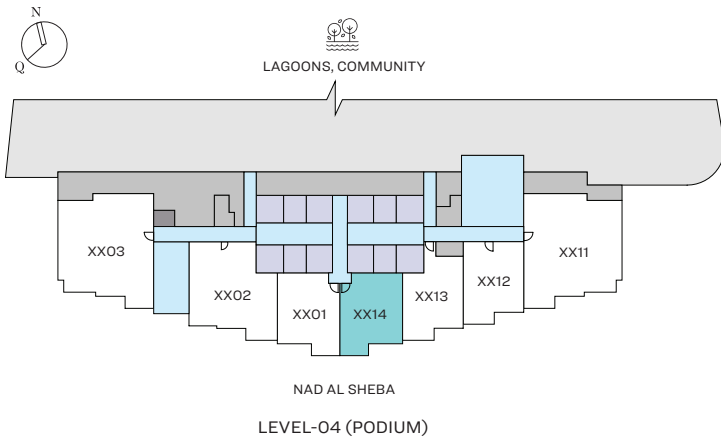 N
Q
LAGOONS, COMMUNITY
XX03
XX02
XX01
XX14
XX13
XX12
XX11
NAD AL SHEBA
LEVEL-04 (PODIUM)